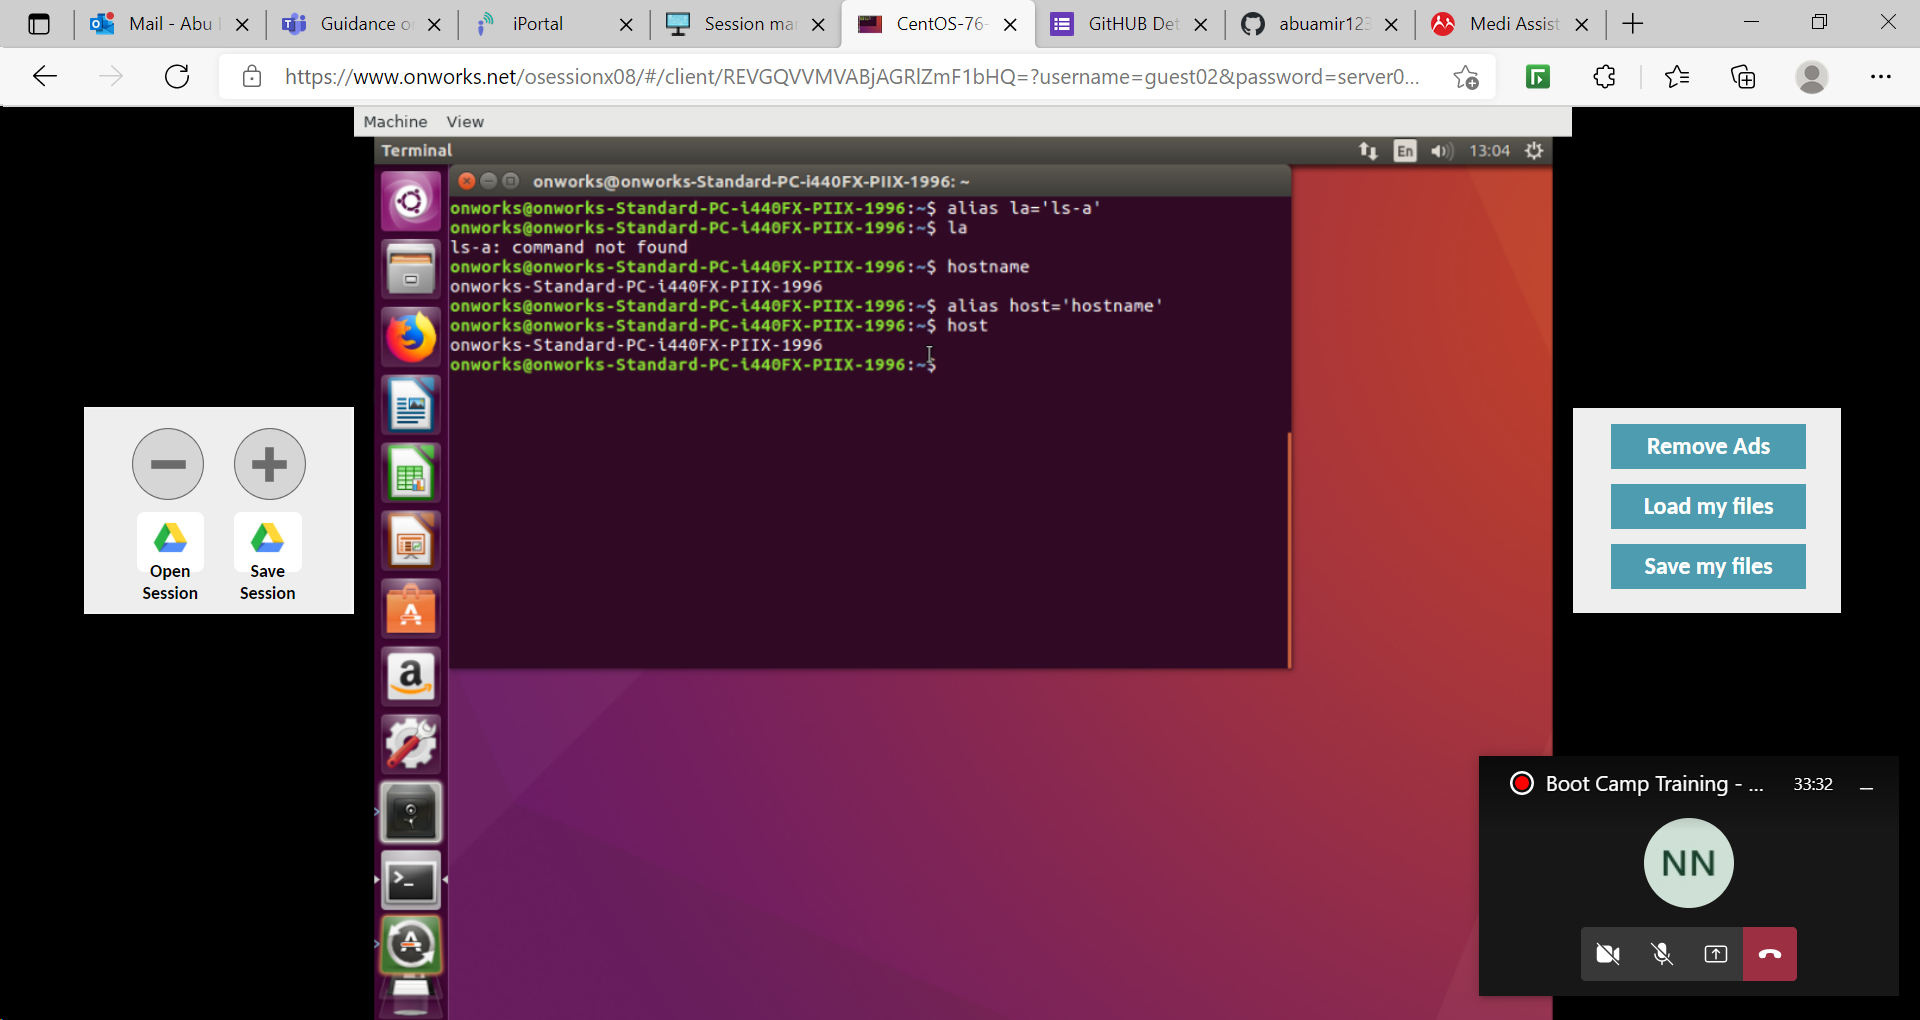 Mail - Abu
Guidance o
iPortal
Session ma
CentOS-76-
GitHUB Det
abuamir123
Medi Assist
https://www.onworks.net/osessionx08/#/client/REVGQVVMVABjAGRlZmF1bHQ=?username=guest02&password=server0...
Machine View
Terminal
En
13:04
onworks@onworks-Standard-PC-i440FX-PIIX-1996: ~
onworks@onworks-Standard-PC-i440FX-PIIX-1996:~$ alias la='ls-a'
onworks@onworks-Standard-PC-i440FX-PIIX-1996:~$ la
ls-a: command not found
onworks@onworks-Standard-PC-i440FX-PIIX-1996:~$ hostname
onworks-Standard-PC-i440FX-PIIX-1996
onworks@onworks-Standard-PC-i440FX-PIIX-1996:~$ alias host='hostname'
onworks@onworks-Standard-PC-i440FX-PIIX-1996:~$ host
onworks-Standard-PC-i440FX-PIIX-1996
onworks@onworks-Standard-PC-i440FX-PIIX-1996:~$
Open
Session
Save
Session
Remove Ads
Load my files
Save my files
Boot Camp Training - ...
33:32
NN